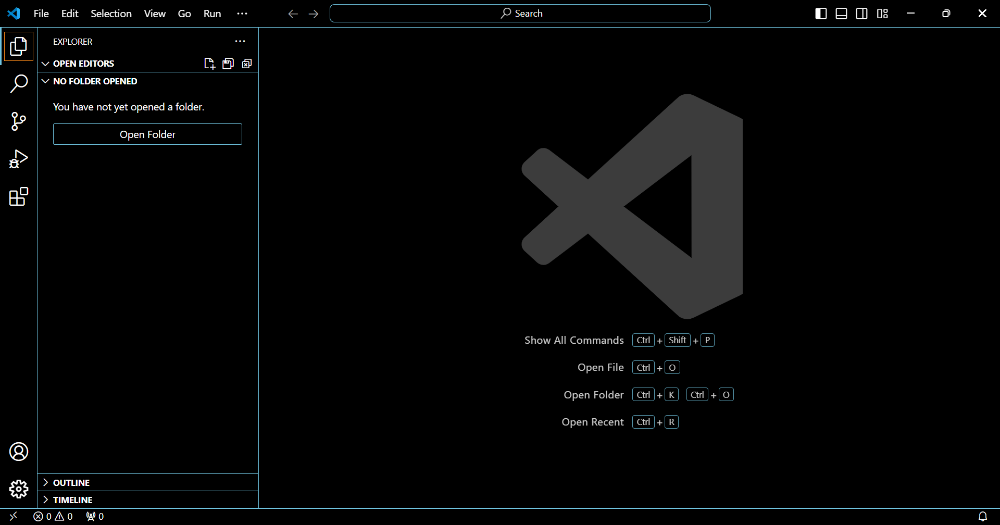 File Edit Selection View Go Run ···
Search
EXPLORER ···
OPEN EDITORS
NO FOLDER OPENED
You have not yet opened a folder.
Open Folder
Show All Commands Ctrl + Shift + P
Open File Ctrl + O
Open Folder Ctrl + K Ctrl + O
Open Recent Ctrl + R
OUTLINE
TIMELINE
0 0 0